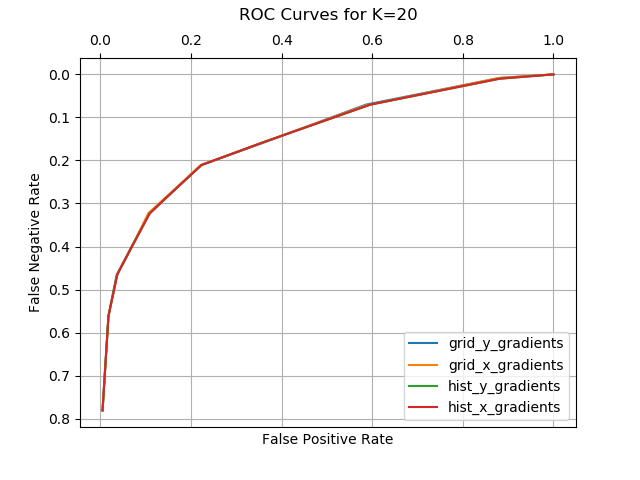 ROC Curves for K=20
0.0 0.2 0.4 0.6 0.8 1.0
0.0
0.1
0.2
0.3
0.4
0.5
0.6
0.7
0.8
False Negative Rate
grid_y_gradients
grid_x_gradients
hist_y_gradients
hist_x_gradients
False Positive Rate